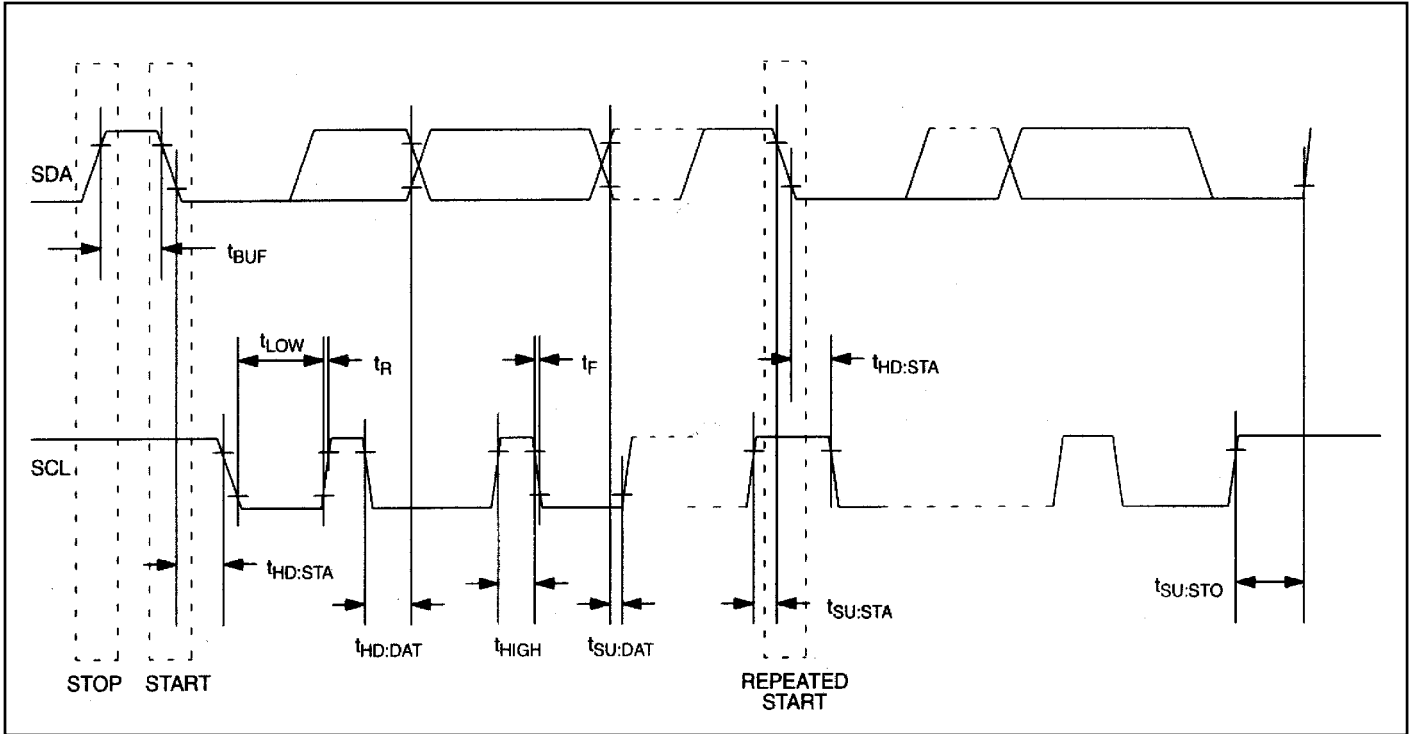 SDA
tBUF
tLOW
tR
tF
tHD:STA
SCL
tHD:STA
tSU:STA
tSU:STO
tHD:DAT
tHIGH
tSU:DAT
STOP
START
REPEATED
START